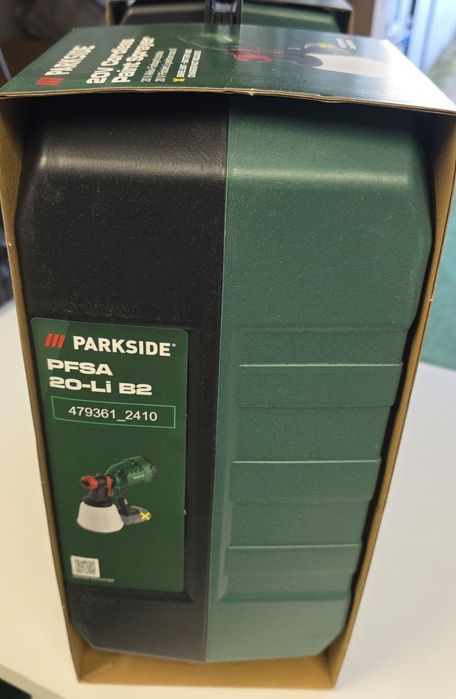 PARKSIDE
20V Cordless
Paint Sprayer
PARKSIDE®
PFSA
20-Li B2
479361_2410